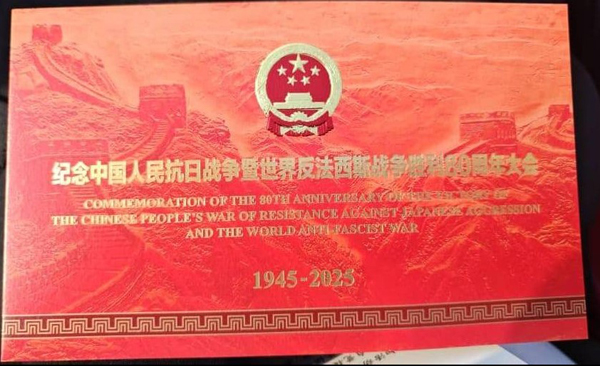 纪念中国人民抗日战争暨世界反法西斯战争胜利80周年大会
COMMEMORATION OF THE 80TH ANNIVERSARY OF THE VICTORY IN
THE CHINESE PEOPLE'S WAR OF RESISTANCE AGAINST JAPANESE AGGRESSION
AND THE WORLD ANTI-FASCIST WAR
1945-2025